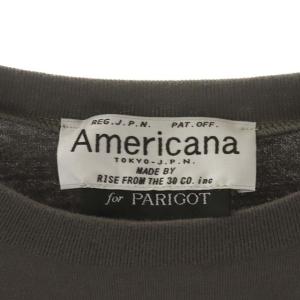 REG.J.P.N. PAT.OFF.
Americana
TOKYO-J.P.N.
MADE BY
RISE FROM THE 30 CO. inc
for PARIGOT